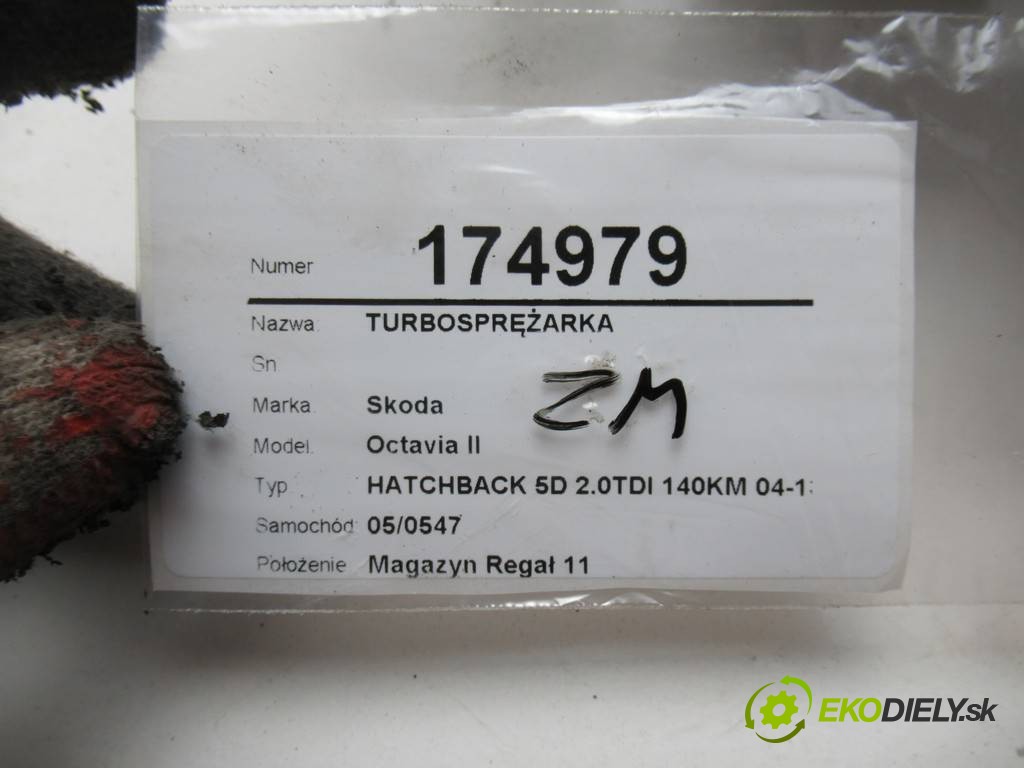 Numer 174979
Nazwa: TURBOSPRĘŻARKA
Sn:
Marka: Skoda
Model: Octavia II
Typ HATCHBACK 5D 2.0TDI 140KM 04-1
Samochód: 05/0547
Położenie Magazyn Regał 11
ZM
EKODIELY.sk